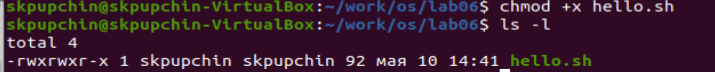 skpupchin@skpupchin-VirtualBox:~/work/os/lab06$ chmod +x hello.sh
skpupchin@skpupchin-VirtualBox:~/work/os/lab06$ ls -l
total 4
-rwxrwxr-x 1 skpupchin skpupchin 92 мая 10 14:41 hello.sh